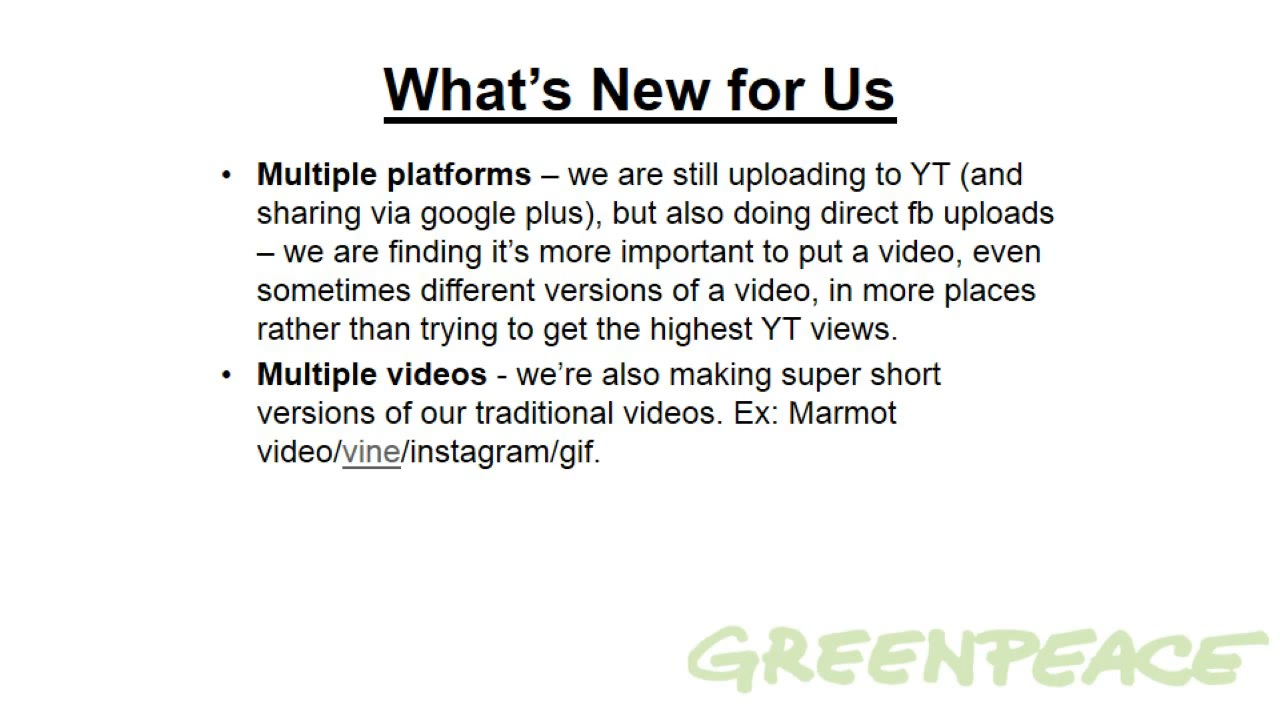 What’s New for Us
• Multiple platforms – we are still uploading to YT (and
sharing via google plus), but also doing direct fb uploads
– we are finding it’s more important to put a video, even
sometimes different versions of a video, in more places
rather than trying to get the highest YT views.
• Multiple videos - we’re also making super short
versions of our traditional videos. Ex: Marmot
video/vine/instagram/gif.
GREENPEACE